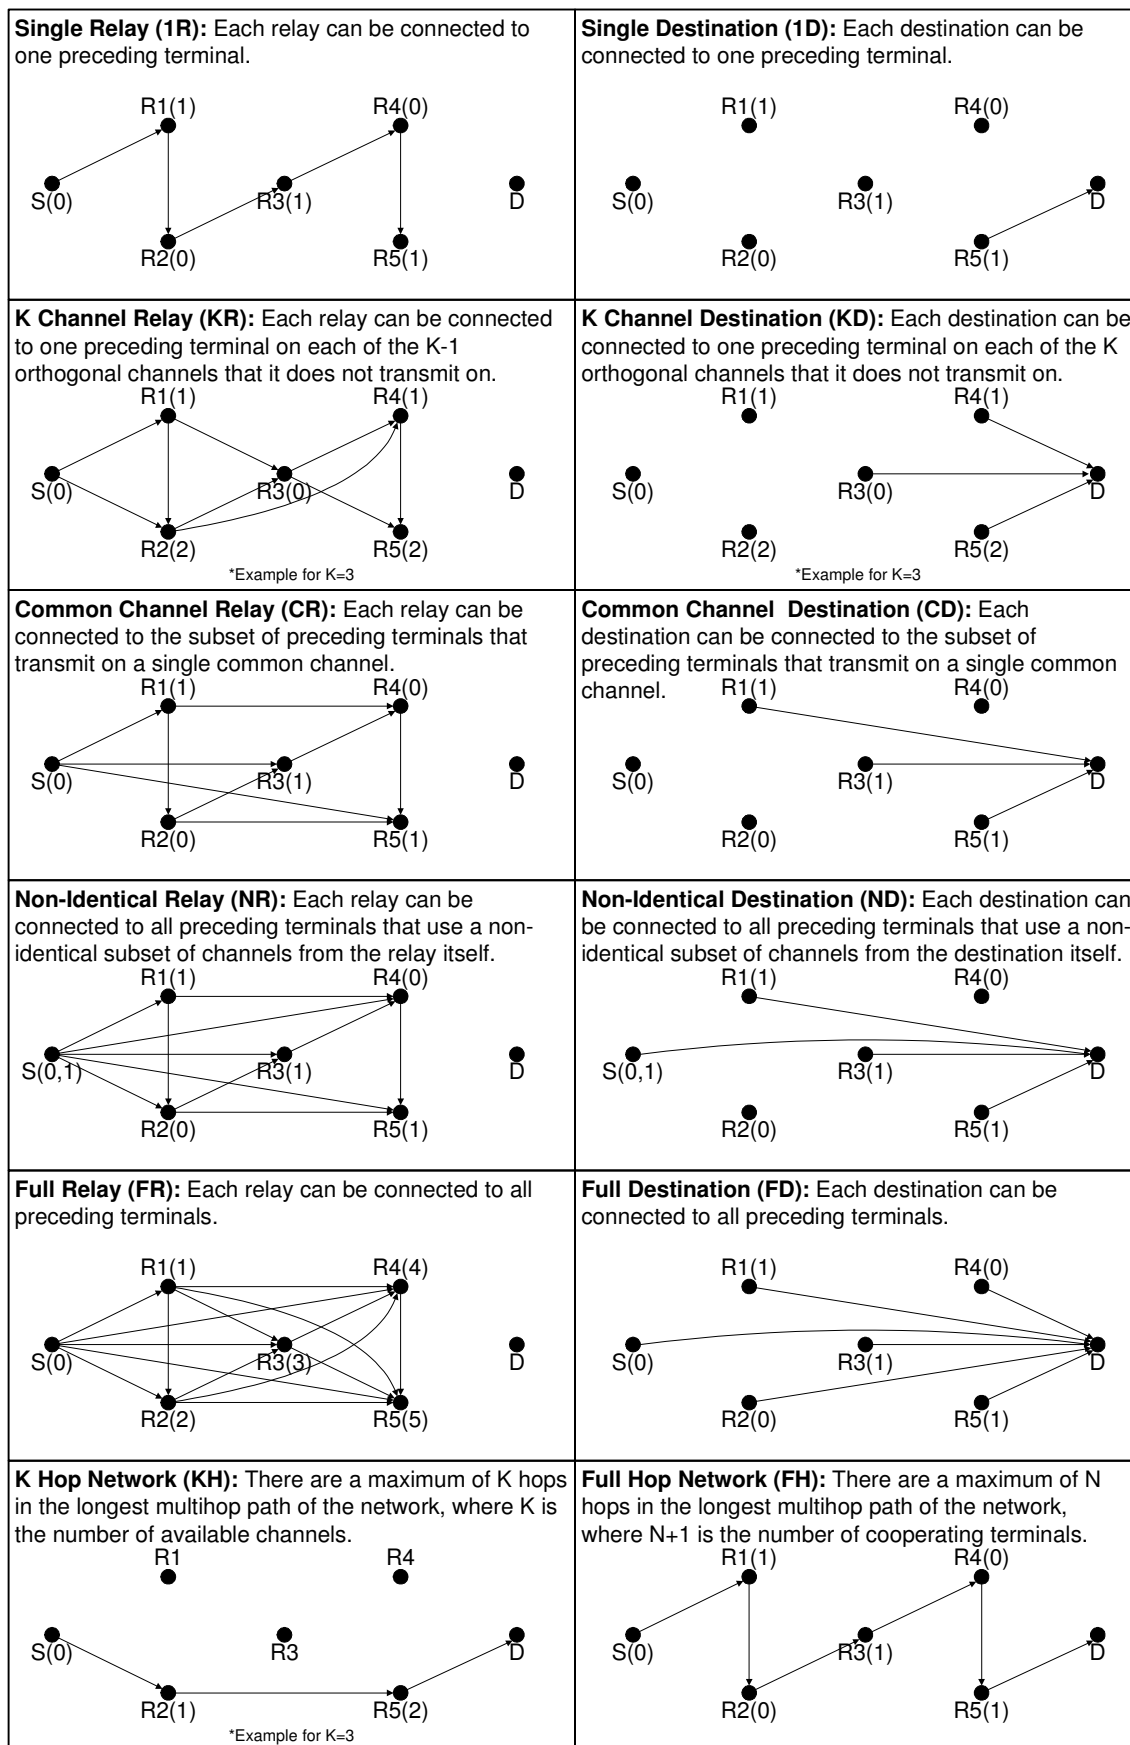 Single Relay (1R): Each relay can be connected to
one preceding terminal.
R1(1)
R4(0)
S(0)
R3(1)
D
R2(0)
R5(1)
Single Destination (1D): Each destination can be
connected to one preceding terminal.
R1(1)
R4(0)
S(0)
R3(1)
D
R2(0)
R5(1)
K Channel Relay (KR): Each relay can be connected
to one preceding terminal on each of the K-1
orthogonal channels that it does not transmit on.
R1(1)
R4(1)
S(0)
R3(0)
D
R2(2)
R5(2)
*Example for K=3
K Channel Destination (KD): Each destination can be
connected to one preceding terminal on each of the K
orthogonal channels that it does not transmit on.
R1(1)
R4(1)
S(0)
R3(0)
D
R2(2)
R5(2)
*Example for K=3
Common Channel Relay (CR): Each relay can be
connected to the subset of preceding terminals that
transmit on a single common channel.
R1(1)
R4(0)
S(0)
R3(1)
D
R2(0)
R5(1)
Common Channel Destination (CD): Each
destination can be connected to the subset of
preceding terminals that transmit on a single common
channel.
R1(1)
R4(0)
S(0)
R3(1)
D
R2(0)
R5(1)
Non-Identical Relay (NR): Each relay can be
connected to all preceding terminals that use a non-
identical subset of channels from the relay itself.
R1(1)
R4(0)
S(0,1)
R3(1)
D
R2(0)
R5(1)
Non-Identical Destination (ND): Each destination can
be connected to all preceding terminals that use a non-
identical subset of channels from the destination itself.
R1(1)
R4(0)
S(0,1)
R3(1)
D
R2(0)
R5(1)
Full Relay (FR): Each relay can be connected to all
preceding terminals.
R1(1)
R4(4)
S(0)
R3(3)
D
R2(2)
R5(5)
Full Destination (FD): Each destination can be
connected to all preceding terminals.
R1(1)
R4(0)
S(0)
R3(1)
D
R2(0)
R5(1)
K Hop Network (KH): There are a maximum of K hops
in the longest multihop path of the network, where K is
the number of available channels.
R1
R4
S(0)
R3
D
R2(1)
R5(2)
*Example for K=3
Full Hop Network (FH): There are a maximum of N
hops in the longest multihop path of the network,
where N+1 is the number of cooperating terminals.
R1(1)
R4(0)
S(0)
R3(1)
D
R2(0)
R5(1)